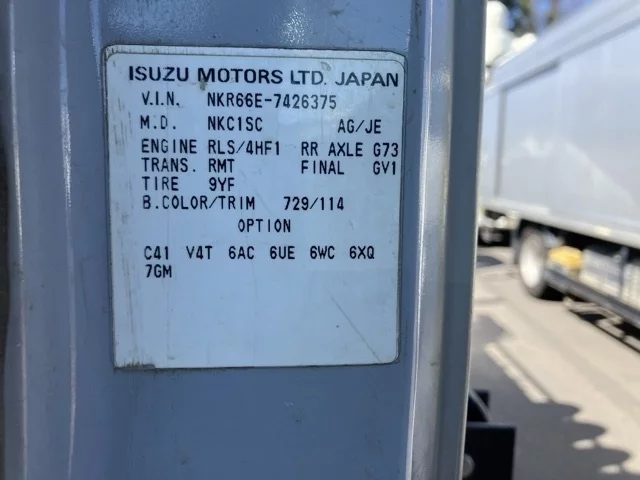 ISUZU MOTORS LTD. JAPAN
V.I.N. NKR66E-7426375
M.D. NKC1SC AG/JE
ENGINE RLS/4HF1 RR AXLE G73
TRANS. RMT FINAL GV1
TIRE 9YF
B.COLOR/TRIM 729/114
OPTION
C41 V4T 6AC 6UE 6WC 6XQ
7GM